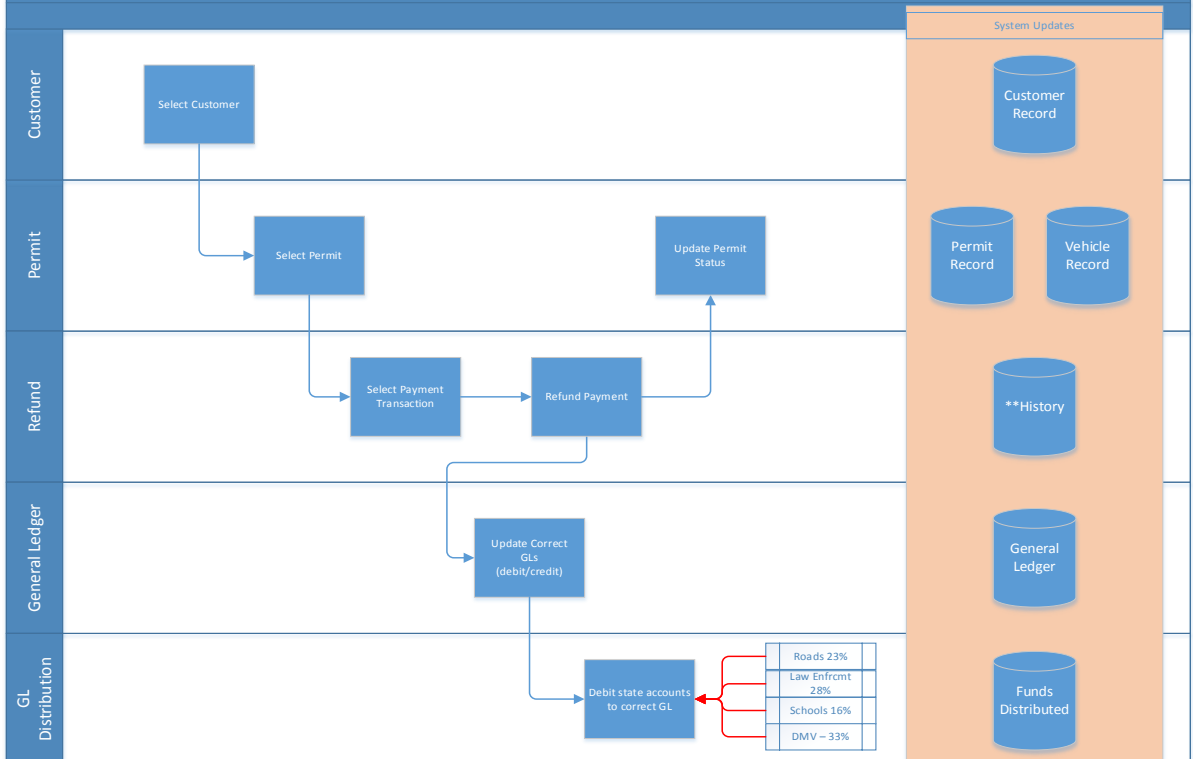 System Updates
Customer
Select Customer
Customer
Record
Permit
Select Permit
Update Permit
Status
Permit
Record
Vehicle
Record
Refund
Select Payment
Transaction
Refund Payment
**History
General Ledger
Update Correct
GLs
(debit/credit)
General
Ledger
GL
Distribution
Debit state accounts
to correct GL
Roads 23%
Law Enfrcmt
28%
Schools 16%
DMV – 33%
Funds
Distributed